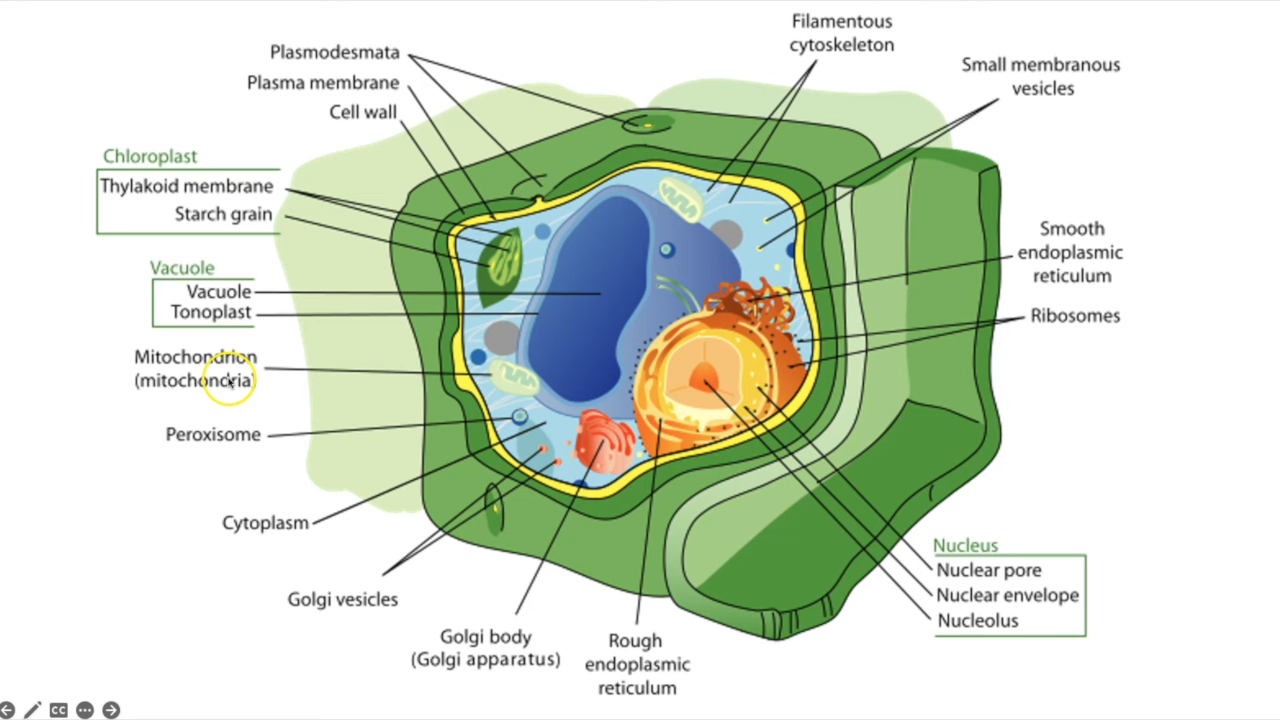 Filamentous
cytoskeleton
Plasmodesmata
Plasma membrane
Cell wall
Small membranous
vesicles
Chloroplast
Thylakoid membrane
Starch grain
Vacuole
Vacuole
Tonoplast
Mitochondrion
(mitochondria)
Peroxisome
Cytoplasm
Golgi vesicles
Golgi body
(Golgi apparatus)
Rough
endoplasmic
reticulum
Smooth
endoplasmic
reticulum
Ribosomes
Nucleus
Nuclear pore
Nuclear envelope
Nucleolus
CC